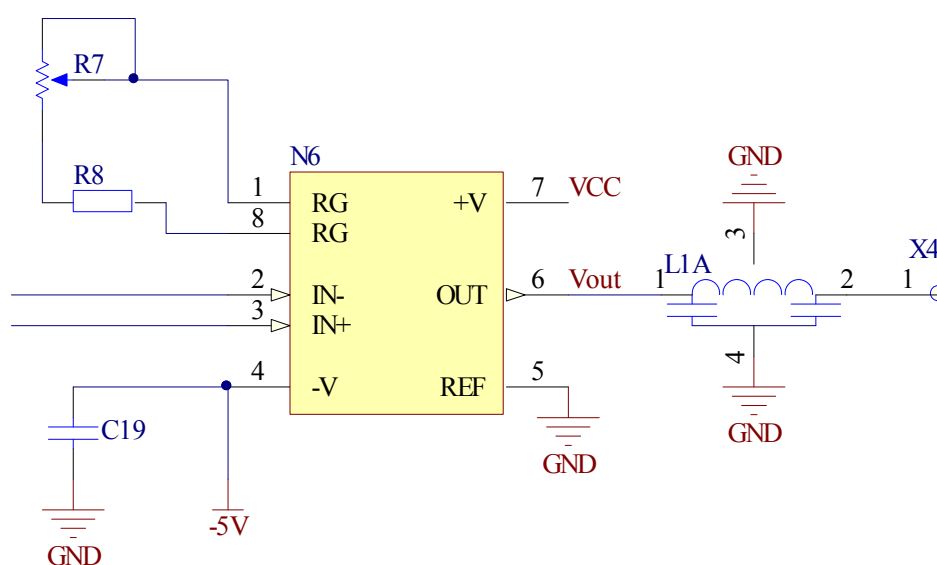 R7
R8
N6
1 RG +V 7 VCC
8 RG
2 IN- OUT 6 Vout 1 L1A 2 1 X4
3 IN+
4 -V REF 5
GND
3
4
GND
C19
GND
-5V
GND